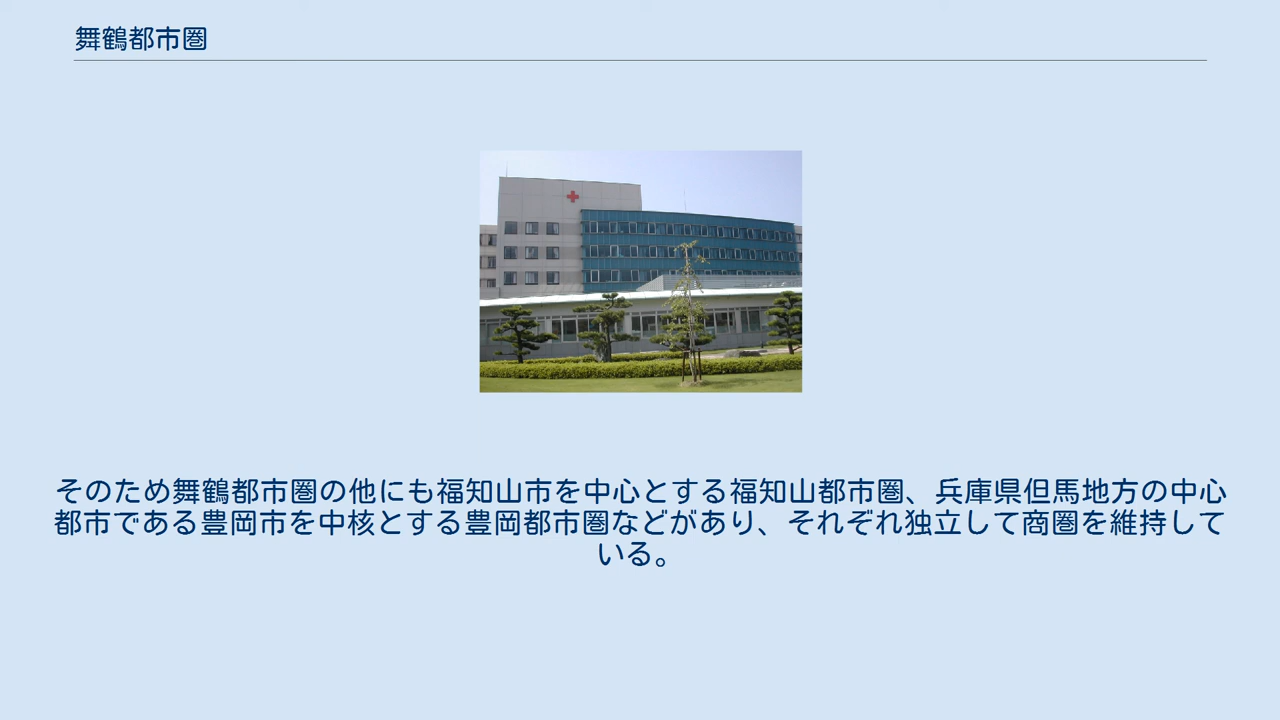 舞鶴都市圏
そのため舞鶴都市圏の他にも福知山市を中心とする福知山都市圏、兵庫県但馬地方の中心
都市である豊岡市を中核とする豊岡都市圏などがあり、それぞれ独立して商圏を維持して
いる。